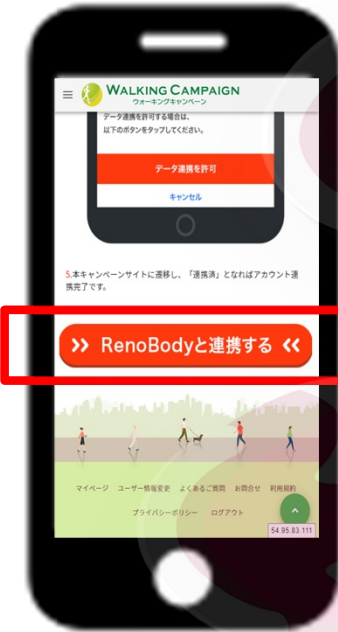 WALKING CAMPAIGN
ウォーキングキャンペーン
データ連携を許可する場合は、
以下のボタンをタップしてください。
データ連携を許可
キャンセル
5.本キャンペーンサイトに遷移し、「連携済」となればアカウント連
携完了です。
>> RenoBodyと連携する <<
マイページ ユーザー情報変更 よくあるご質問 お問合せ 利用規約
プライバシーポリシー ログアウト
54.95.83.111